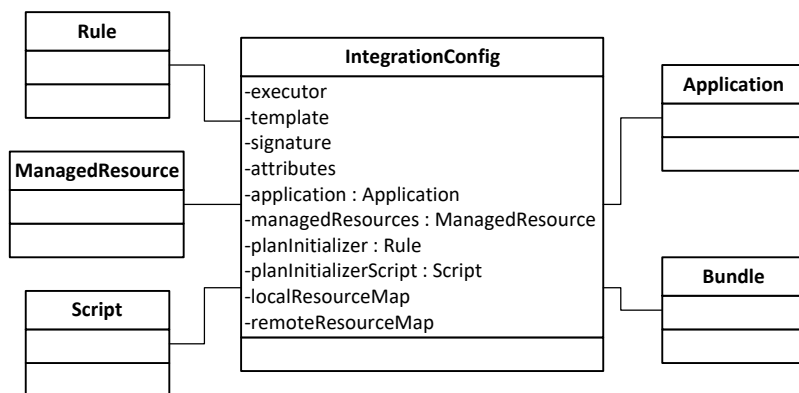 Rule
ManagedResource
Script
IntegrationConfig
-executor
-template
-signature
-attributes
-application : Application
-managedResources : ManagedResource
-planInitializer : Rule
-planInitializerScript : Script
-localResourceMap
-remoteResourceMap
Application
Bundle